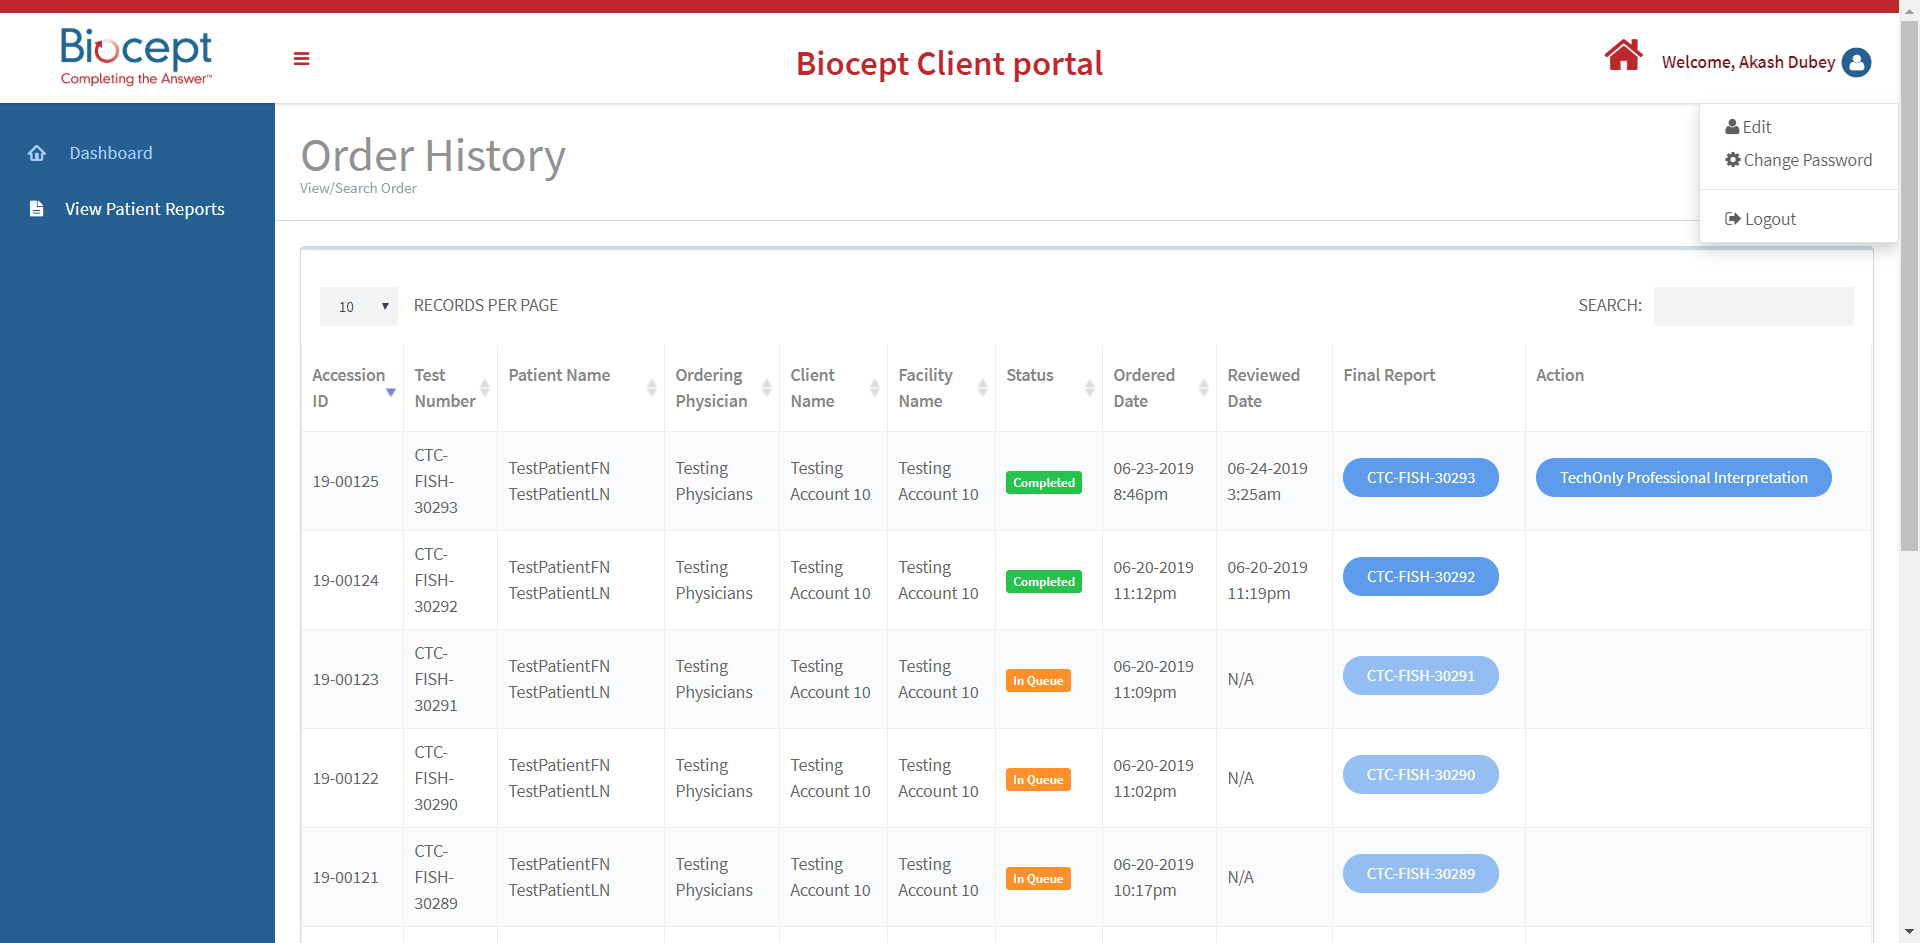 Biocept
Completing the Answer™
Biocept Client portal
Welcome, Akash Dubey
Edit
Change Password
Logout
Dashboard
View Patient Reports
Order History
View/Search Order
10 RECORDS PER PAGE
SEARCH:
Accession ID
Test Number
Patient Name
Ordering Physician
Client Name
Facility Name
Status
Ordered Date
Reviewed Date
Final Report
Action
19-00125
CTC-
FISH-
30293
TestPatientFN
TestPatientLN
Testing
Physicians
Testing
Account 10
Testing
Account 10
Completed
06-23-2019
8:46pm
06-24-2019
3:25am
CTC-FISH-30293
TechOnly Professional Interpretation
19-00124
CTC-
FISH-
30292
TestPatientFN
TestPatientLN
Testing
Physicians
Testing
Account 10
Testing
Account 10
Completed
06-20-2019
11:12pm
06-20-2019
11:19pm
CTC-FISH-30292
19-00123
CTC-
FISH-
30291
TestPatientFN
TestPatientLN
Testing
Physicians
Testing
Account 10
Testing
Account 10
In Queue
06-20-2019
11:09pm
N/A
CTC-FISH-30291
19-00122
CTC-
FISH-
30290
TestPatientFN
TestPatientLN
Testing
Physicians
Testing
Account 10
Testing
Account 10
In Queue
06-20-2019
11:02pm
N/A
CTC-FISH-30290
19-00121
CTC-
FISH-
30289
TestPatientFN
TestPatientLN
Testing
Physicians
Testing
Account 10
Testing
Account 10
In Queue
06-20-2019
10:17pm
N/A
CTC-FISH-30289